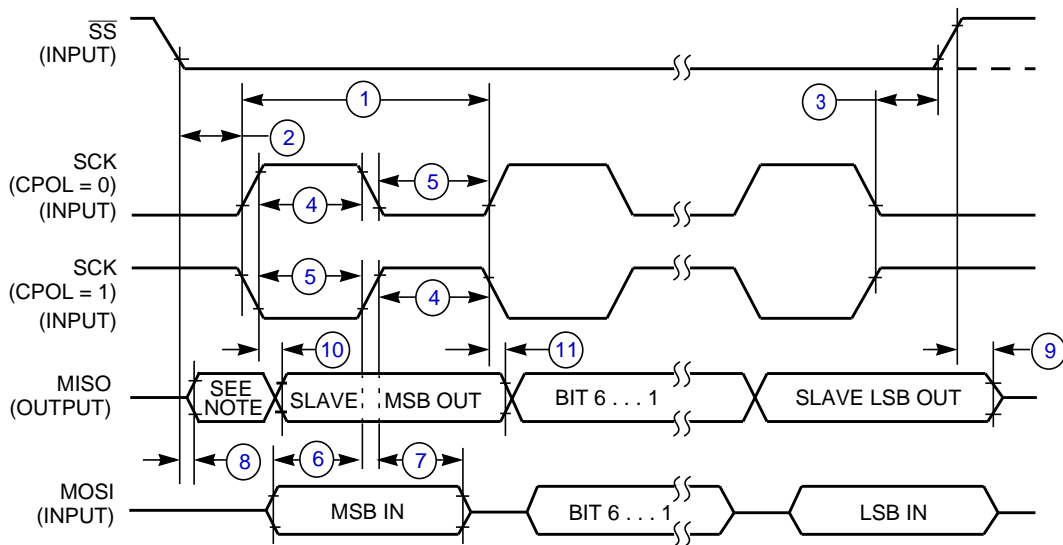 SS
(INPUT)
1
3
2
SCK
(CPOL = 0)
(INPUT)
5
4
SCK
(CPOL = 1)
(INPUT)
5
4
10
11
9
MISO
(OUTPUT)
SEE
NOTE
SLAVE
MSB OUT
BIT 6 . . . 1
SLAVE LSB OUT
8
6
7
MOSI
(INPUT)
MSB IN
BIT 6 . . . 1
LSB IN